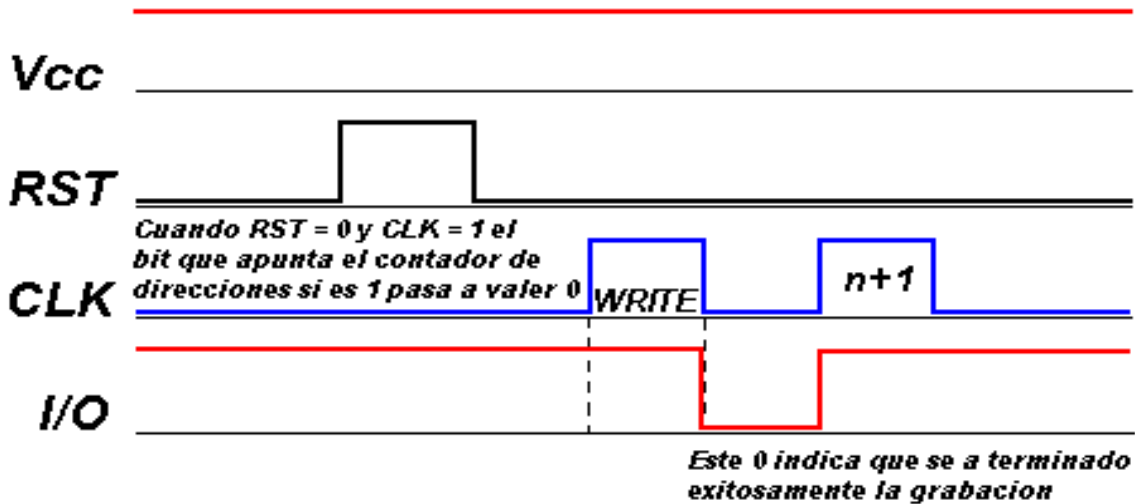 Vcc
RST
Cuando RST = 0 y CLK = 1 el
bit que apunta el contador de
direcciones si es 1 pasa a valer 0
CLK
WRITE
n+1
I/O
Este 0 indica que se a terminado
exitosamente la grabacion